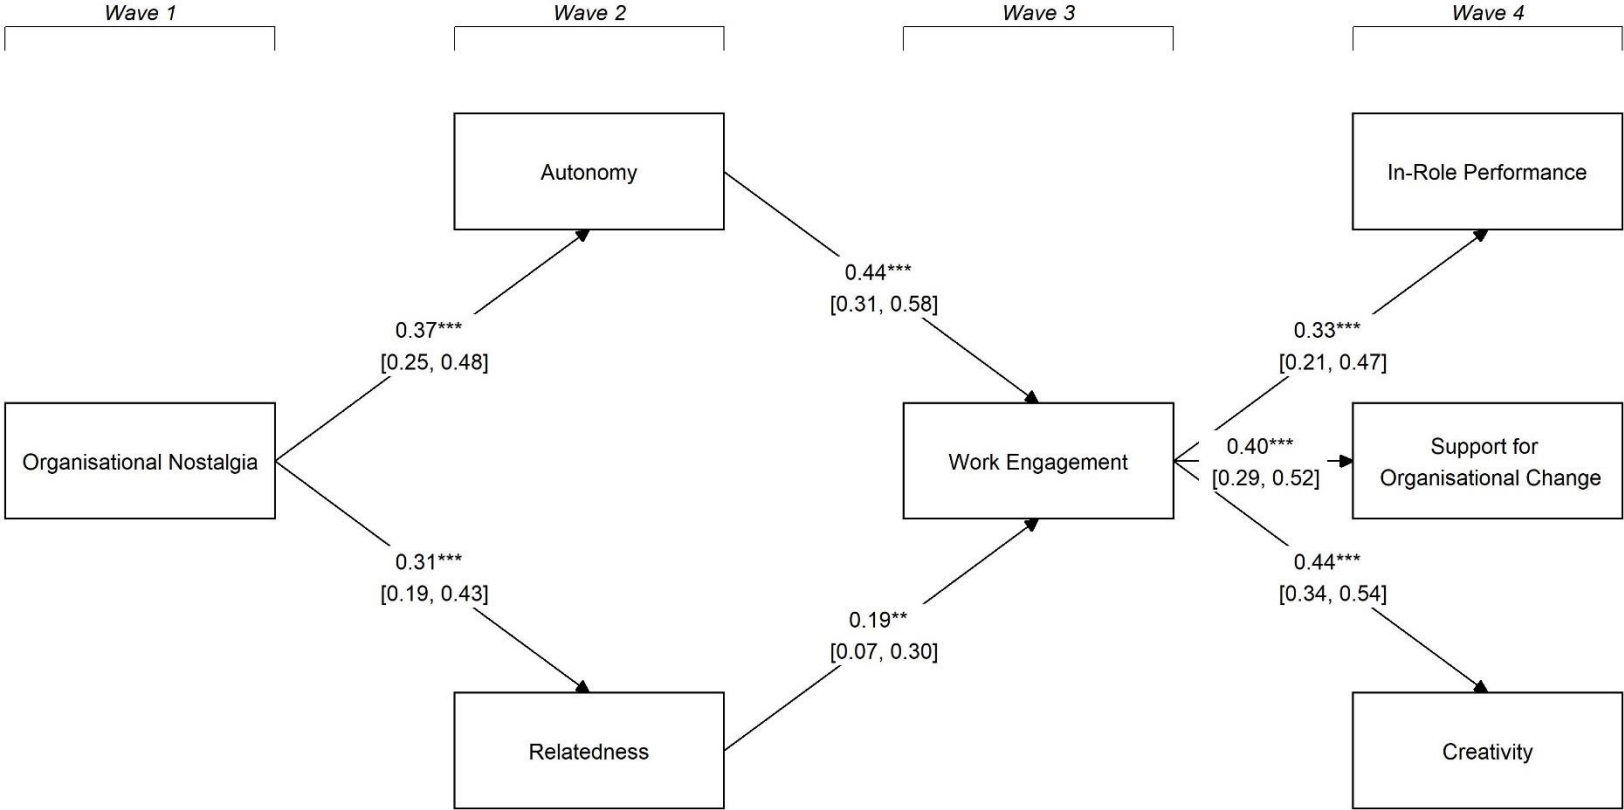 Wave 1
Wave 2
Wave 3
Wave 4
Autonomy
In-Role Performance
0.44***
[0.31, 0.58]
0.37***
[0.25, 0.48]
0.33***
[0.21, 0.47]
Organisational Nostalgia
Work Engagement
0.40***
[0.29, 0.52]
Support for
Organisational Change
0.31***
[0.19, 0.43]
0.44***
[0.34, 0.54]
0.19**
[0.07, 0.30]
Relatedness
Creativity